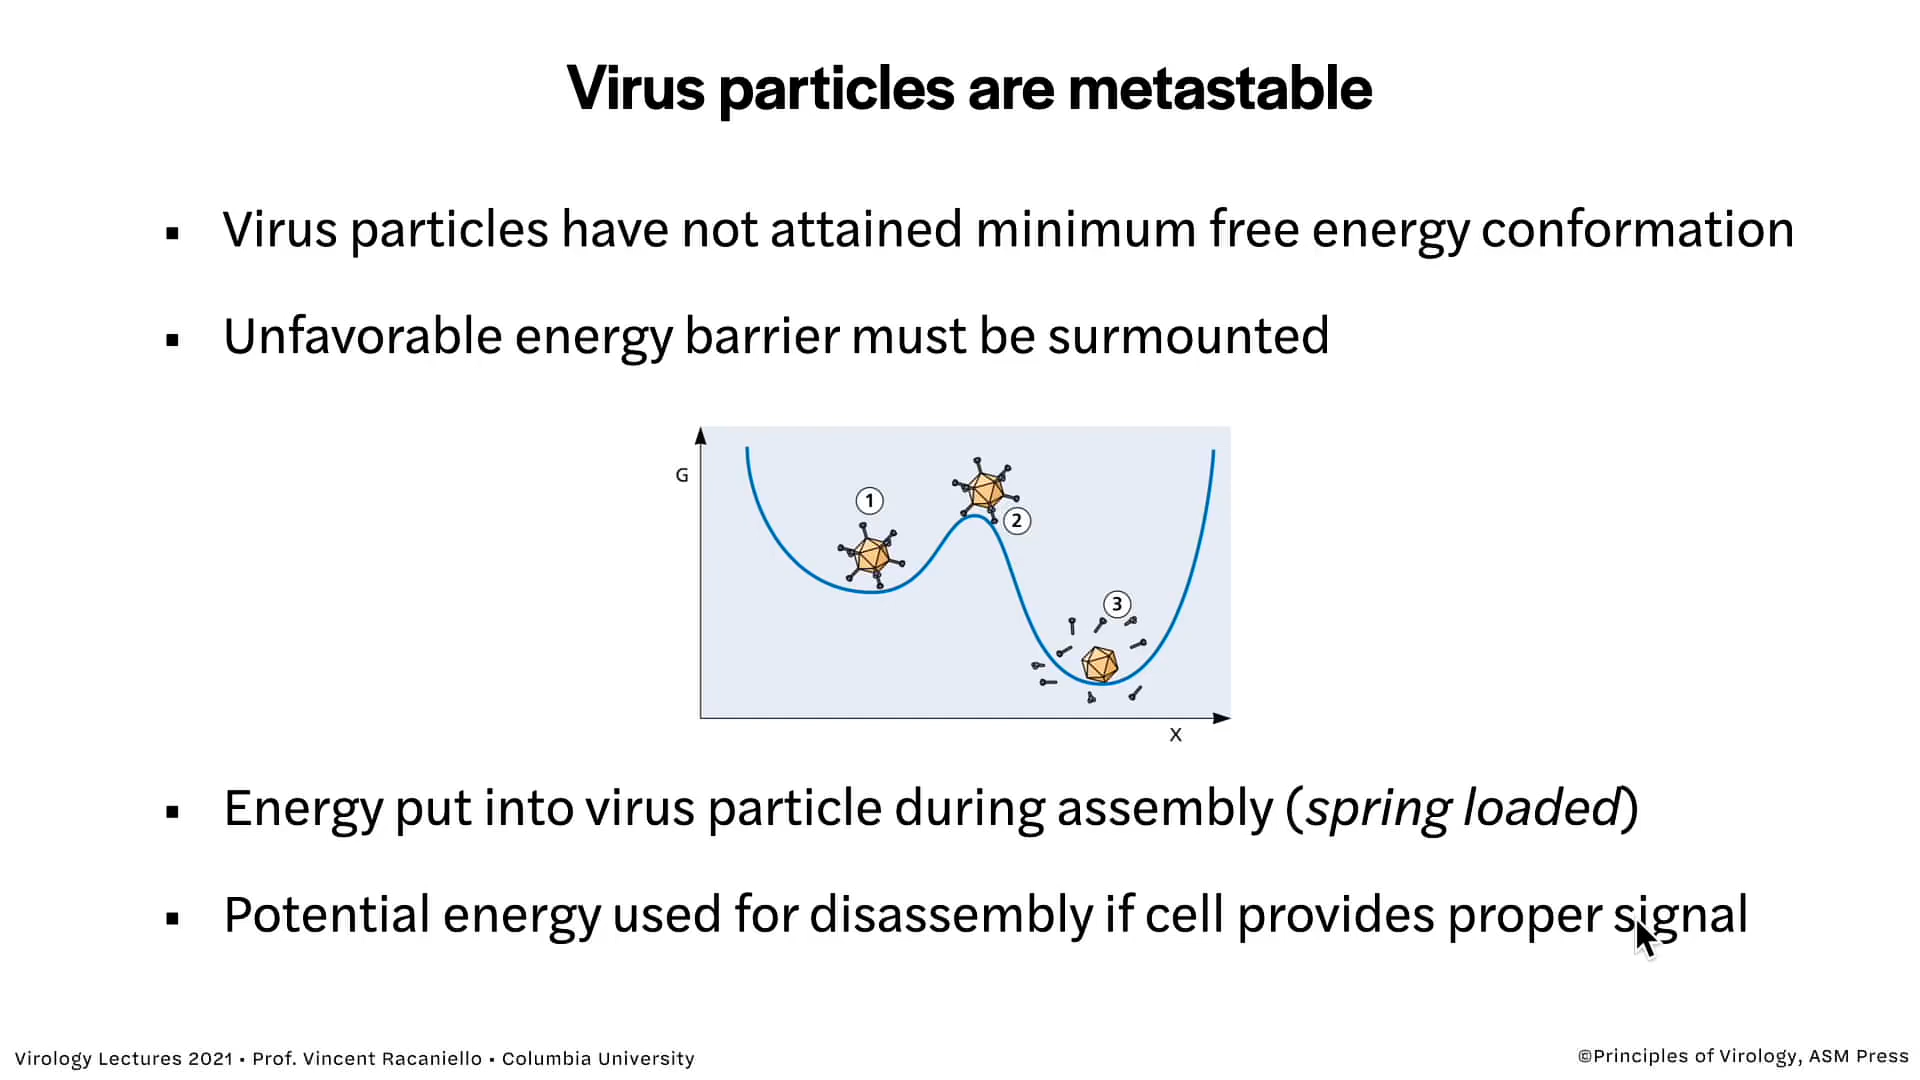 Virus particles are metastable
▪ Virus particles have not attained minimum free energy conformation
▪ Unfavorable energy barrier must be surmounted
G
1
2
3
X
▪ Energy put into virus particle during assembly (spring loaded)
▪ Potential energy used for disassembly if cell provides proper signal
Virology Lectures 2021 • Prof. Vincent Racaniello • Columbia University
©Principles of Virology, ASM Press